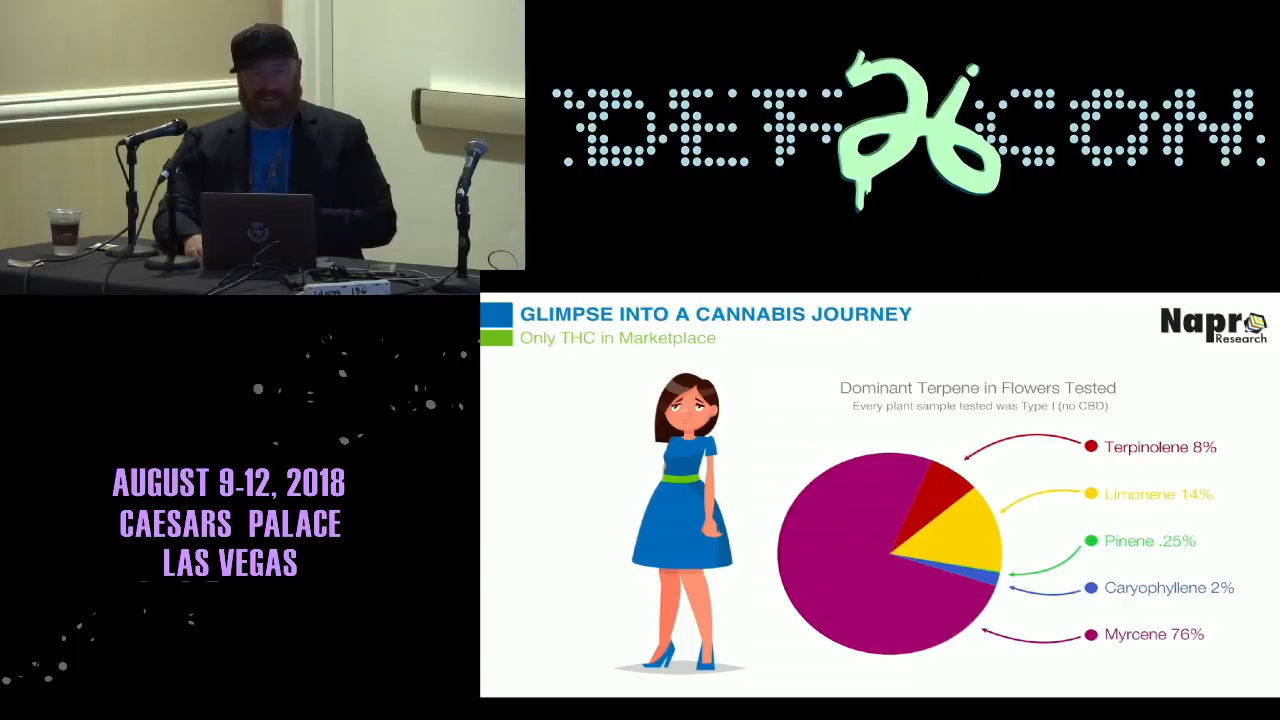 DEF 26 CON
GLIMPSE INTO A CANNABIS JOURNEY
Only THC in Marketplace
Napro
Research
Dominant Terpene in Flowers Tested
Every plant sample tested was Type I (no CBD)
Terpinolene 8%
Limonene 14%
Pinene .25%
Caryophyllene 2%
Myrcene 76%
AUGUST 9-12, 2018
CAESARS PALACE
LAS VEGAS